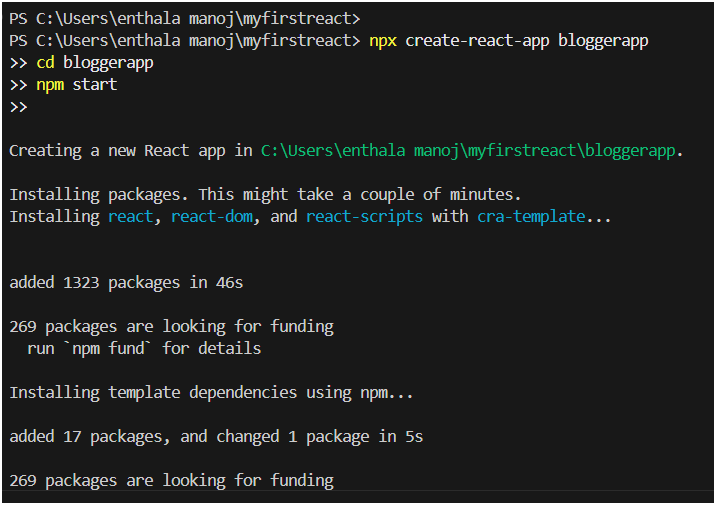 PS C:\Users\enthala manoj\myfirstreact>
PS C:\Users\enthala manoj\myfirstreact> npx create-react-app bloggerapp
>> cd bloggerapp
>> npm start
>>
Creating a new React app in C:\Users\enthala manoj\myfirstreact\bloggerapp.
Installing packages. This might take a couple of minutes.
Installing react, react-dom, and react-scripts with cra-template...
added 1323 packages in 46s
269 packages are looking for funding
  run `npm fund` for details
Installing template dependencies using npm...
added 17 packages, and changed 1 package in 5s
269 packages are looking for funding